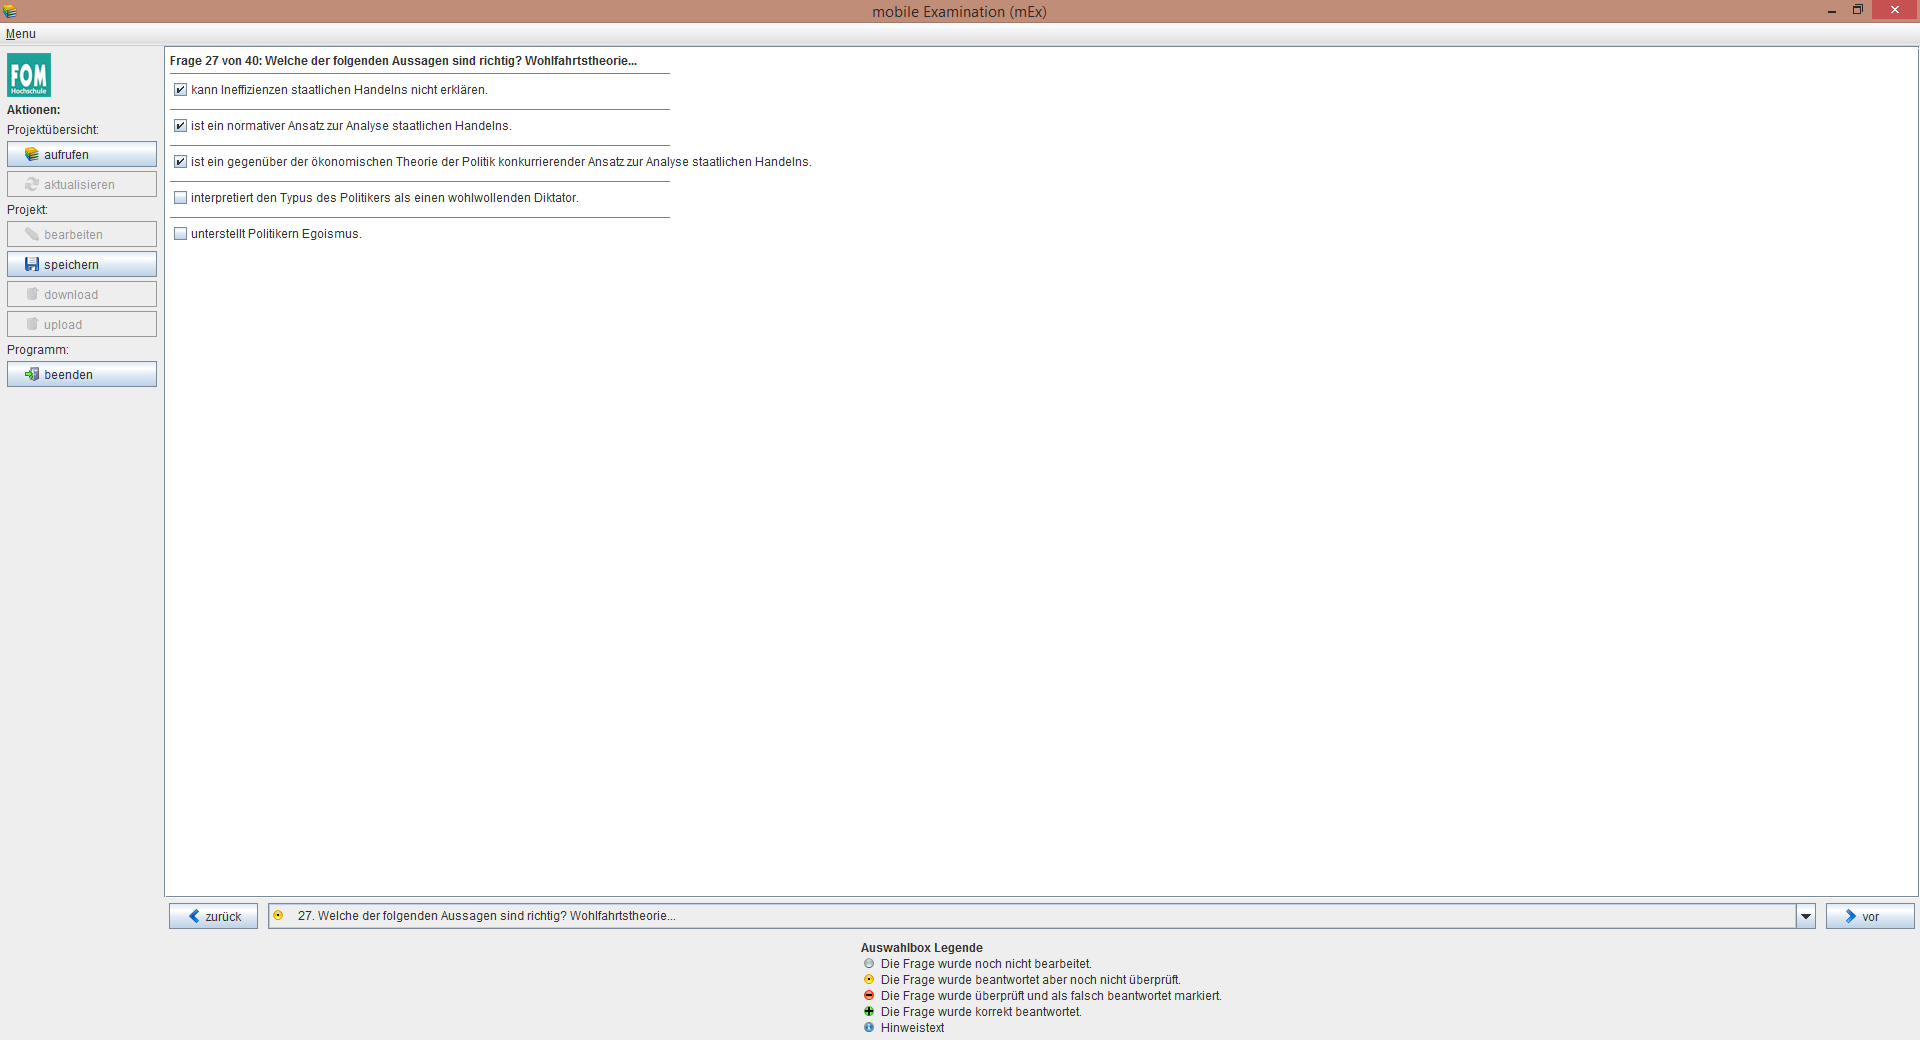 mobile Examination (mEx)
Menu
FOM
Hochschule
Aktionen:
Projektübersicht:
aufrufen
aktualisieren
Projekt:
bearbeiten
speichern
download
upload
Programm:
beenden
Frage 27 von 40: Welche der folgenden Aussagen sind richtig? Wohlfahrtstheorie...
kann Ineffizienzen staatlichen Handelns nicht erklären.
ist ein normativer Ansatz zur Analyse staatlichen Handelns.
ist ein gegenüber der ökonomischen Theorie der Politik konkurrierender Ansatz zur Analyse staatlichen Handelns.
interpretiert den Typus des Politikers als einen wohlwollenden Diktator.
unterstellt Politikern Egoismus.
zurück
27. Welche der folgenden Aussagen sind richtig? Wohlfahrtstheorie...
vor
Auswahlbox Legende
Die Frage wurde noch nicht bearbeitet.
Die Frage wurde beantwortet aber noch nicht überprüft.
Die Frage wurde überprüft und als falsch beantwortet markiert.
Die Frage wurde korrekt beantwortet.
Hinweistext